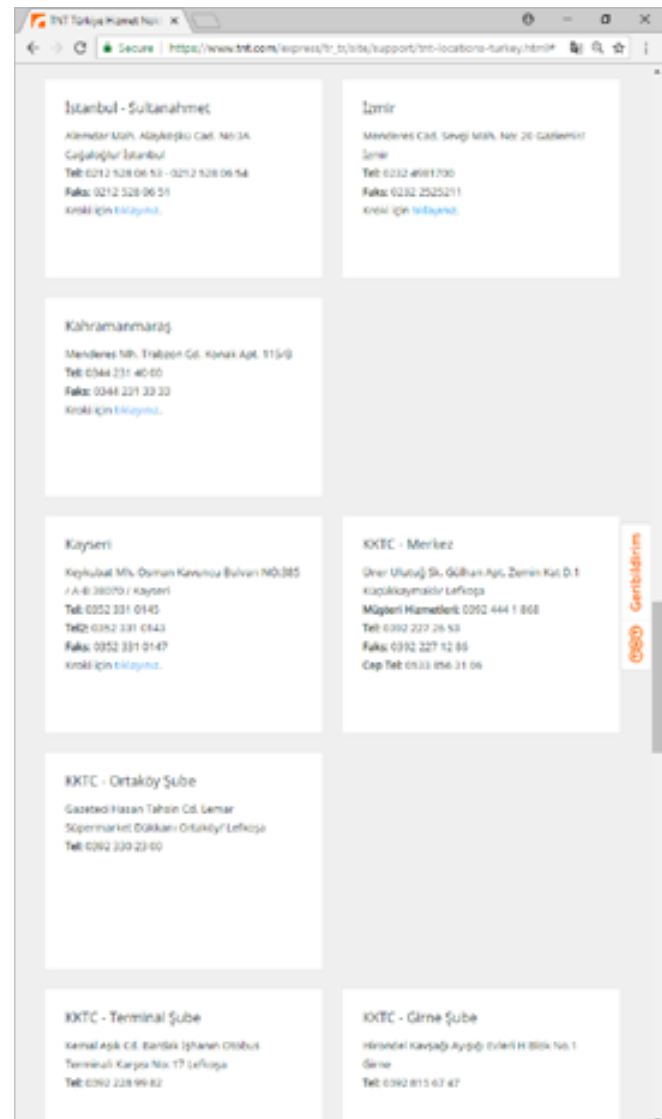 TNT Türkiye Hizmet Nok
Secure | https://www.tnt.com/express/tr_tr/site/support/tnt-locations-turkey.html
İstanbul - Sultanahmet
Alemdar Mah. Alayköşkü Cad. No:3A
Cağaloğlu/ İstanbul
Tel: 0212 528 06 53 - 0212 528 06 54
Faks: 0212 528 06 51
Kroki için tıklayınız.
İzmir
Menderes Cad. Sevgi Mah. No: 20 Gaziemir/
İzmir
Tel: 0232 4981700
Faks: 0232 2525211
Kroki için tıklayınız.
Kahramanmaraş
Menderes Mh. Trabzon Cd. Konak Apt. 115/B
Tel: 0344 231 40 00
Faks: 0344 231 33 33
Kroki için tıklayınız.
Kayseri
Keykubat Mh. Osman Kavuncu Bulvarı NO:385
/ A-B 38070 / Kayseri
Tel: 0352 331 0145
Tel2: 0352 331 0143
Faks: 0352 331 0147
Kroki için tıklayınız.
KKTC - Merkez
Üner Ulutuğ Sk. Gülhan Apt. Zemin Kat D.1
Küçükkaymaklı/ Lefkoşa
Müşteri Hizmetleri: 0392 444 1 868
Tel: 0392 227 26 53
Faks: 0392 227 12 86
Cep Tel: 0533 856 31 06
Geribildirim
KKTC - Ortaköy Şube
Gazeteci Hasan Tahsin Cd. Lemar
Süpermarket Dükkanı Ortaköy/ Lefkoşa
Tel: 0392 330 23 00
KKTC - Terminal Şube
Kemal Aşık Cd. Bardak İşhanın Otobüs
Terminali Karşısı No: 17 Lefkoşa
Tel: 0392 228 99 82
KKTC - Girne Şube
Hirondel Kavşağı Ayışığı Evleri H Blok No.1
Girne
Tel: 0392 815 67 47